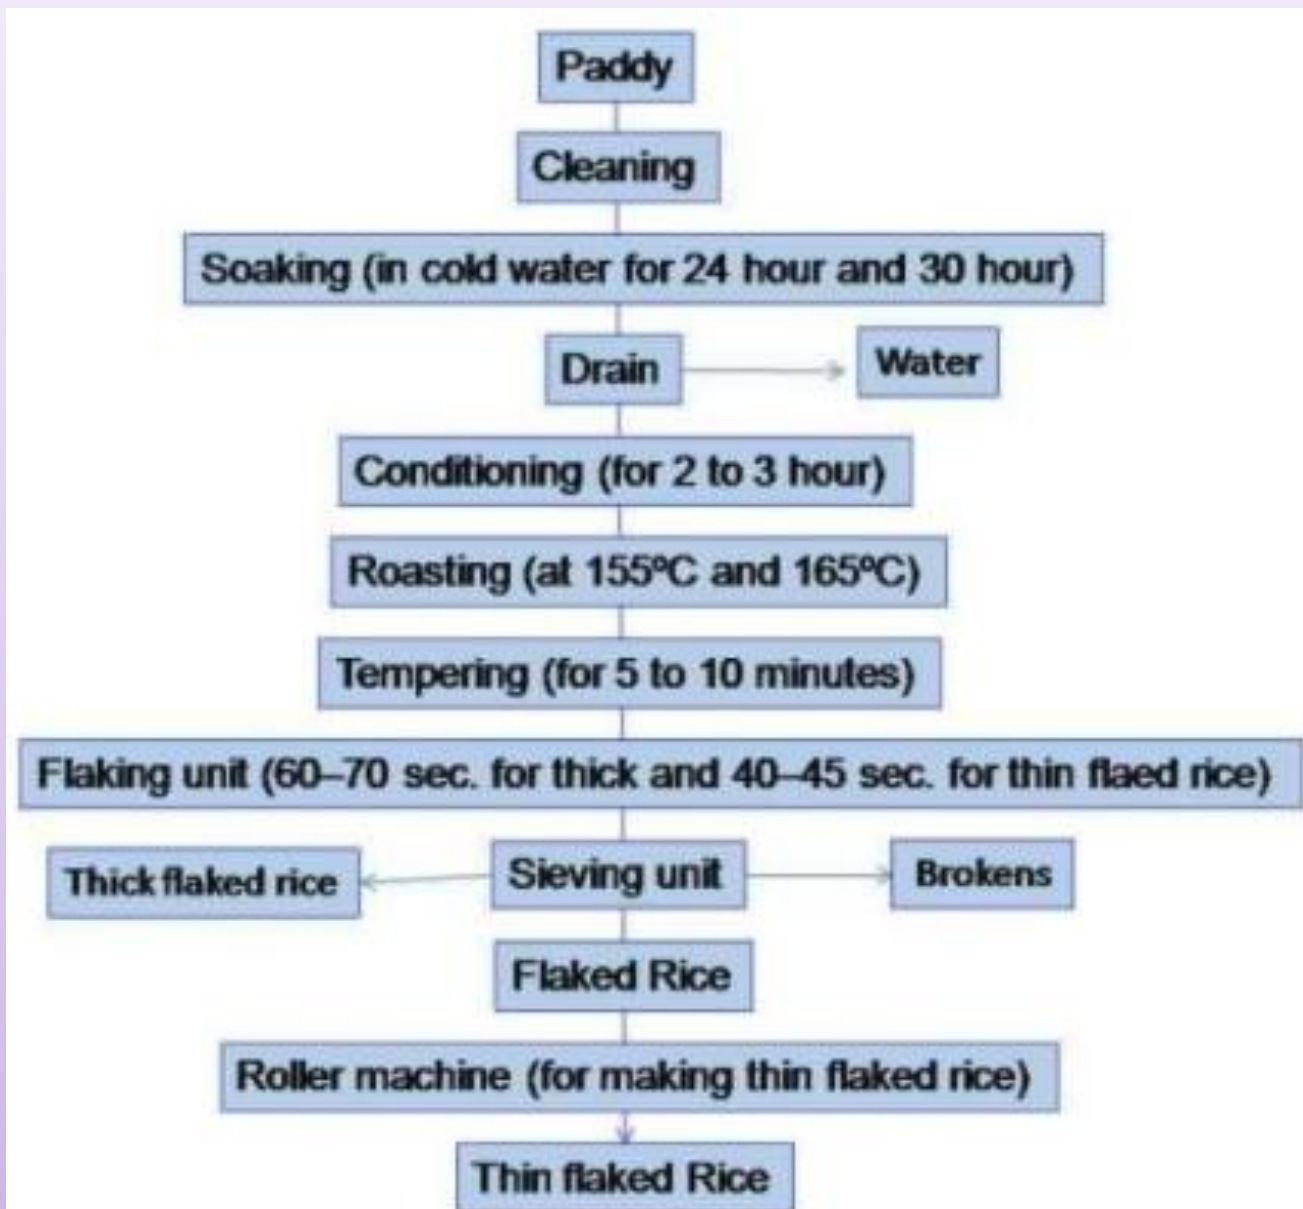 Paddy
Cleaning
Soaking (in cold water for 24 hour and 30 hour)
Drain
Water
Conditioning (for 2 to 3 hour)
Roasting (at 155ºC and 165ºC)
Tempering (for 5 to 10 minutes)
Flaking unit (60–70 sec. for thick and 40–45 sec. for thin flaed rice)
Thick flaked rice
Sieving unit
Brokens
Flaked Rice
Roller machine (for making thin flaked rice)
Thin flaked Rice